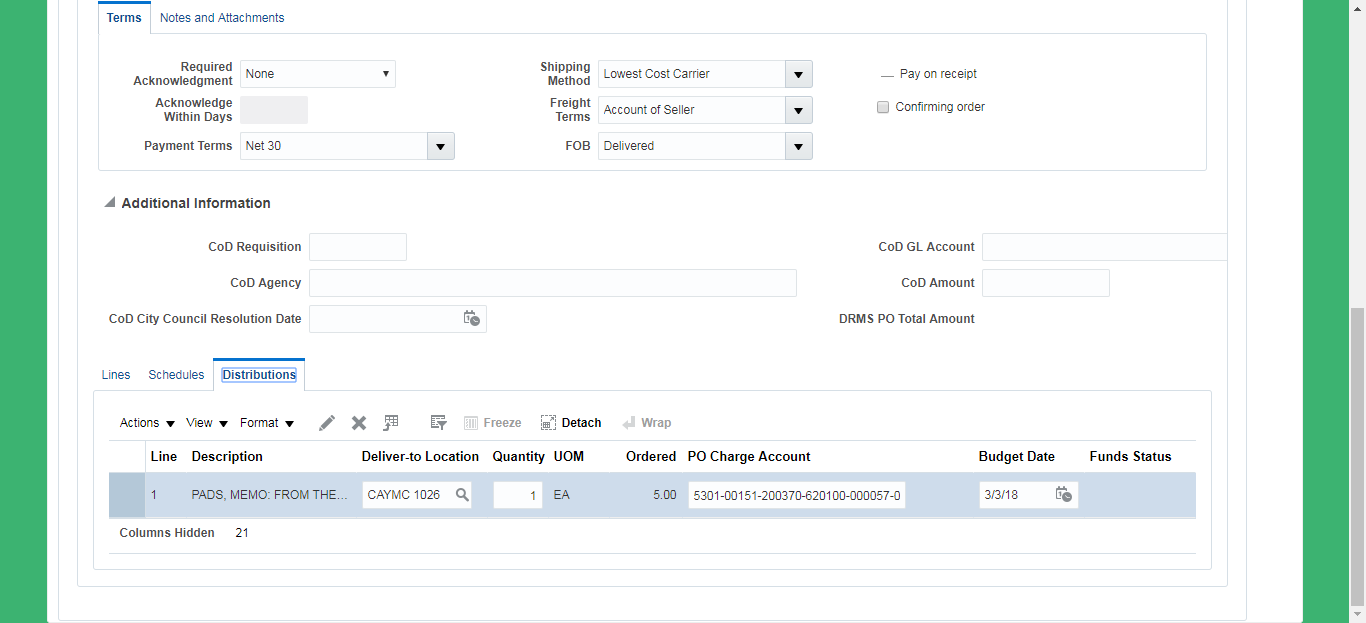 Terms Notes and Attachments
Required Acknowledgment None
Shipping Method Lowest Cost Carrier
Pay on receipt
Acknowledge Within Days
Freight Terms Account of Seller
Confirming order
Payment Terms Net 30
FOB Delivered
Additional Information
CoD Requisition
CoD GL Account
CoD Agency
CoD Amount
CoD City Council Resolution Date
DRMS PO Total Amount
Lines Schedules Distributions
Actions View Format Freeze Detach Wrap
Line Description Deliver-to Location Quantity UOM Ordered PO Charge Account Budget Date Funds Status
1 PADS, MEMO: FROM THE... CAYMC 1026 1 EA 5.00 5301-00151-200370-620100-000057-0 3/3/18
Columns Hidden 21